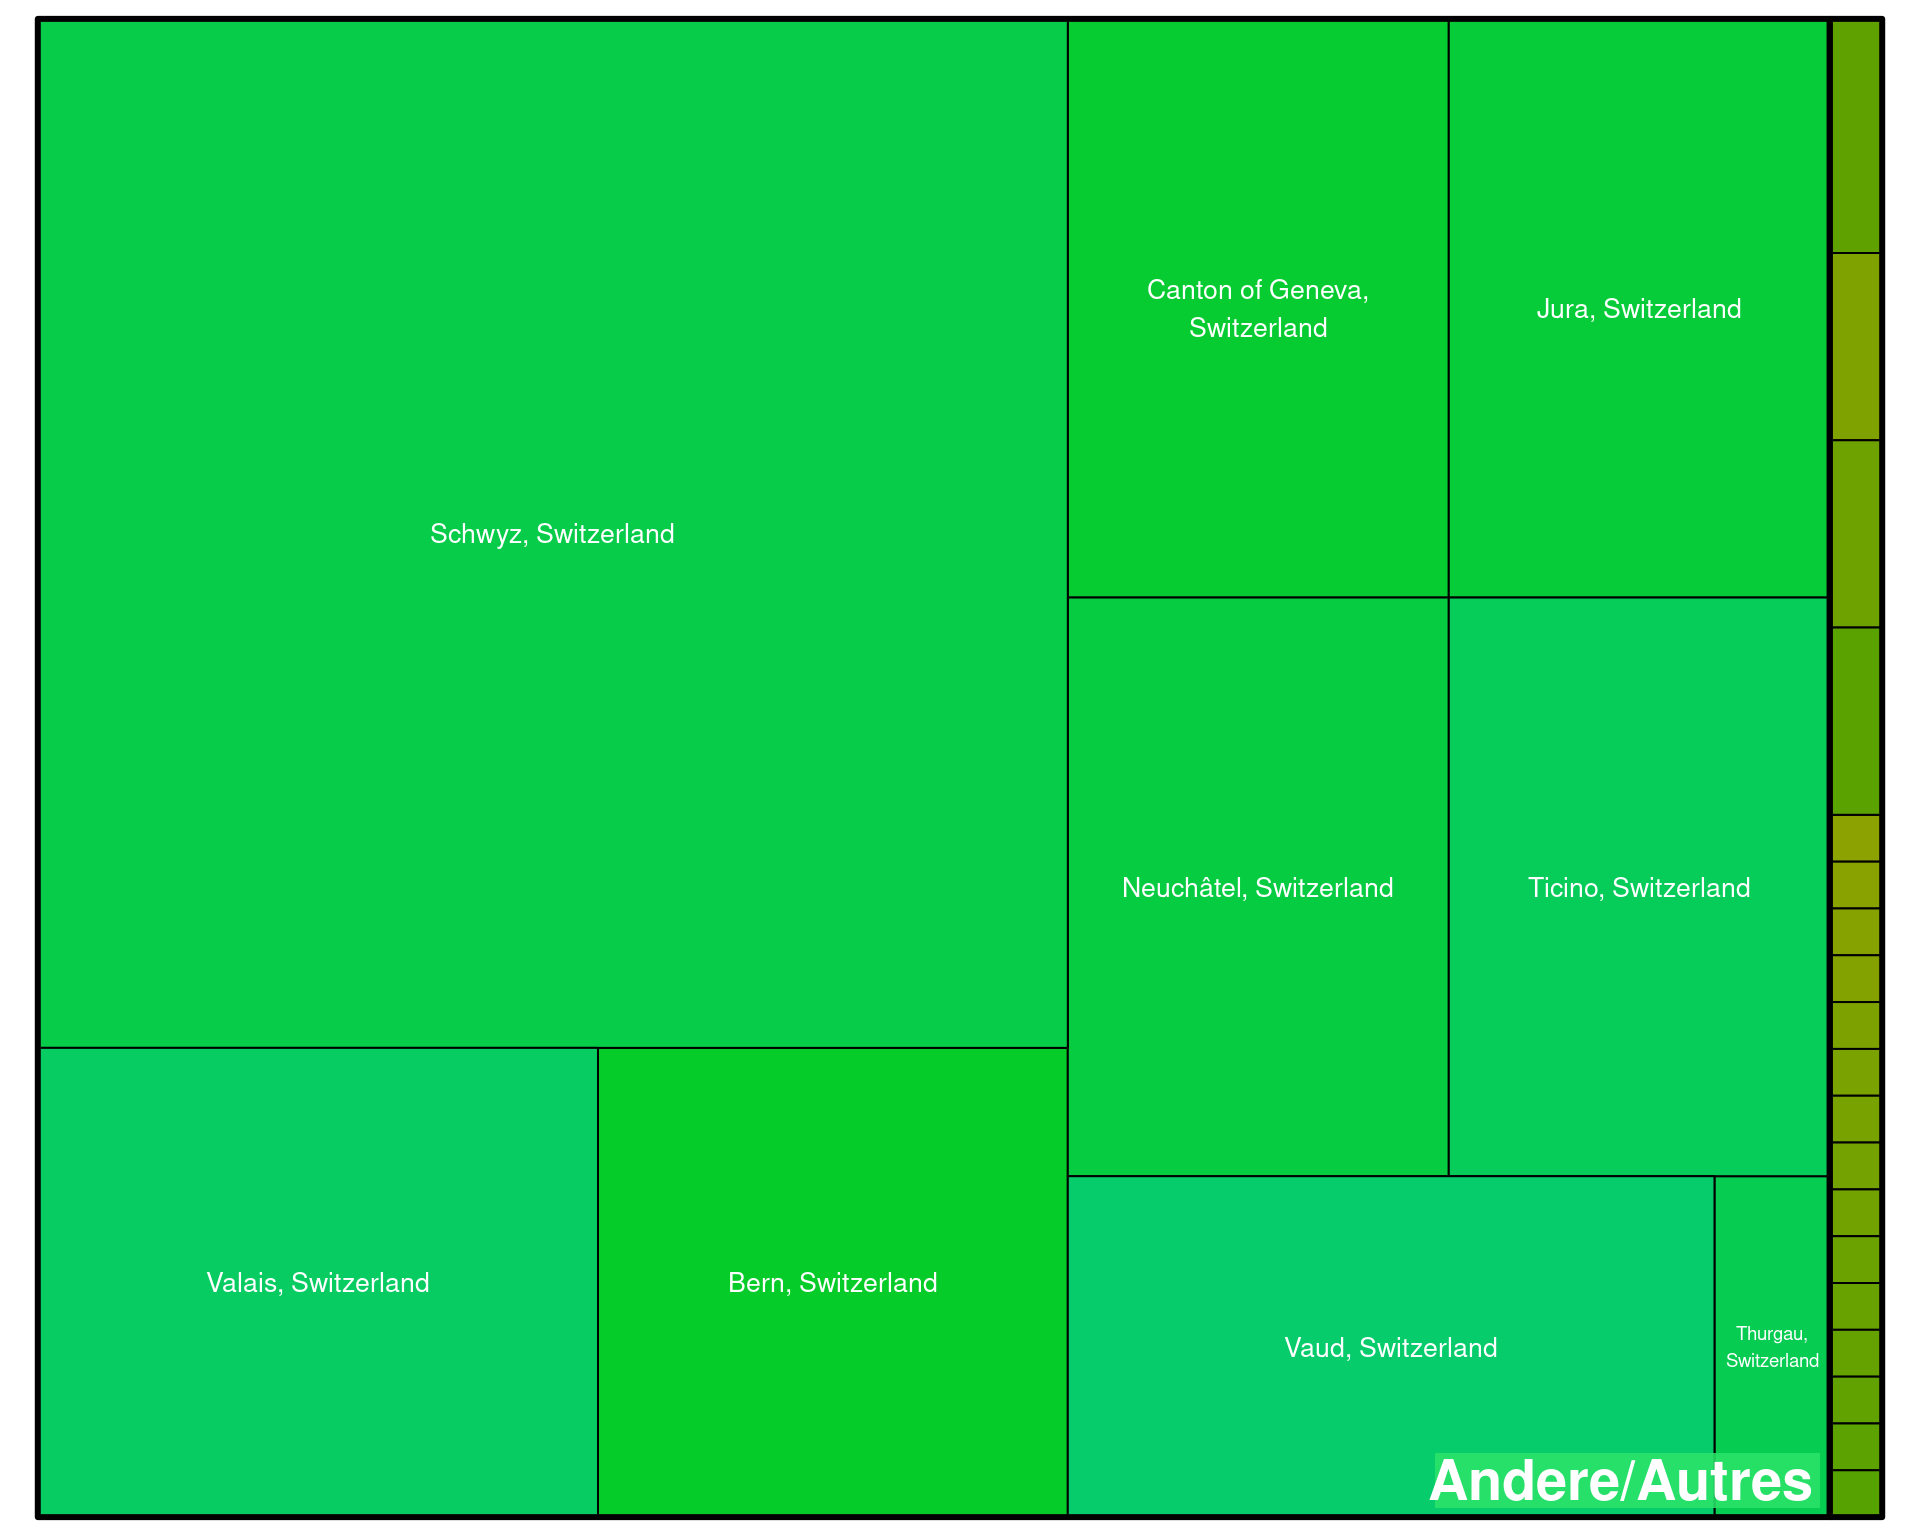 Schwyz, Switzerland
Canton of Geneva,
Switzerland
Jura, Switzerland
Neuchâtel, Switzerland
Ticino, Switzerland
Valais, Switzerland
Bern, Switzerland
Vaud, Switzerland
Thurgau,
Switzerland
Andere/Autres